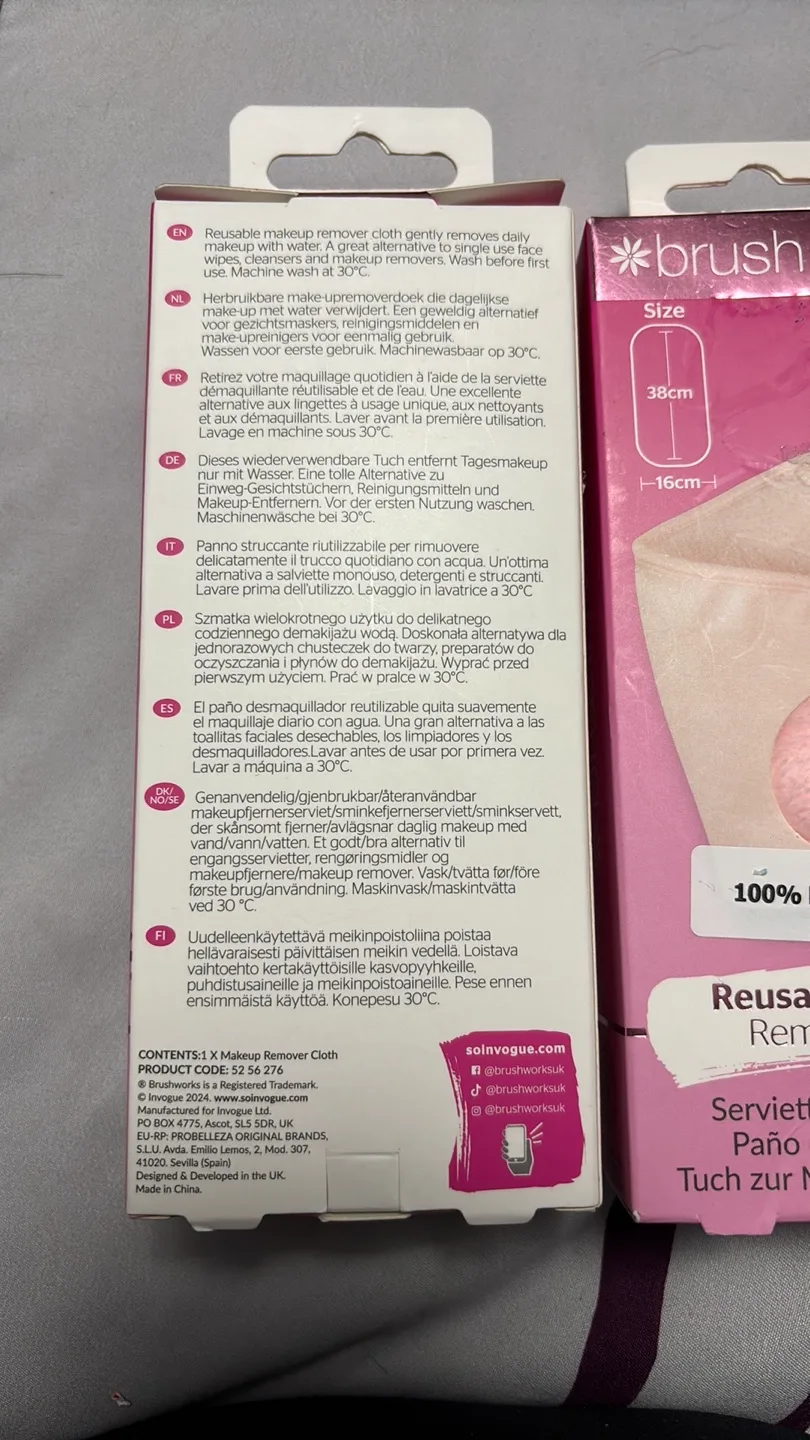 EN
Reusable makeup remover cloth gently removes daily
makeup with water. A great alternative to single use face
wipes, cleansers and makeup removers. Wash before first
use. Machine wash at 30°C.
NL
Herbruikbare make-upremoverdoek die dagelijkse
make-up met water verwijdert. Een geweldig alternatief
voor gezichtsmaskers, reinigingsmiddelen en
make-upreinigers voor eenmalig gebruik.
Wassen voor eerste gebruik. Machinewasbaar op 30°C.
FR
Retirez votre maquillage quotidien à l'aide de la serviette
démaquillante réutilisable et de l'eau. Une excellente
alternative aux lingettes à usage unique, aux nettoyants
et aux démaquillants. Laver avant la première utilisation.
Lavage en machine sous 30°C.
DE
Dieses wiederverwendbare Tuch entfernt Tagesmakeup
nur mit Wasser. Eine tolle Alternative zu
Einweg-Gesichtstüchern, Reinigungsmitteln und
Makeup-Entfernern. Vor der ersten Nutzung waschen.
Maschinenwäsche bei 30°C.
IT
Panno struccante riutilizzabile per rimuovere
delicatamente il trucco quotidiano con acqua. Un'ottima
alternativa a salviette monouso, detergenti e struccanti.
Lavare prima dell'utilizzo. Lavaggio in lavatrice a 30°C
PL
Szmatka wielokrotnego użytku do delikatnego
codziennego demakijażu wodą. Doskonała alternatywa dla
jednorazowych chusteczek do twarzy, preparatów do
oczyszczania i płynów do demakijażu. Wyprać przed
pierwszym użyciem. Prać w pralce w 30°C.
ES
El paño desmaquillador reutilizable quita suavemente
el maquillaje diario con agua. Una gran alternativa a las
toallitas faciales desechables, los limpiadores y los
desmaquilladores.Lavar antes de usar por primera vez.
Lavar a máquina a 30°C.
DK/
NO/SE
Genanvendelig/gjenbrukbar/återanvändbar
makeupfjernerserviet/sminkefjernerserviett/sminkservett,
der skånsomt fjerner/avlägsnar daglig makeup med
vand/vann/vatten. Et godt/bra alternativ til
engangsservietter, rengøringsmidler og
makeupfjernere/makeup remover. Vask/tvätta før/före
første brug/användning. Maskinvask/maskintvätta
ved 30 °C.
FI
Uudelleenkäytettävä meikinpoistoliina poistaa
hellävaraisesti päivittäisen meikin vedellä. Loistava
vaihtoehto kertakäyttöisille kasvopyyhkeille,
puhdistusaineille ja meikinpoistoaineille. Pese ennen
ensimmäistä käyttöä. Konepesu 30°C.
CONTENTS:1 X Makeup Remover Cloth
PRODUCT CODE: 52 56 276
® Brushworks is a Registered Trademark.
© Invogue 2024. www.soinvogue.com
Manufactured for Invogue Ltd.
PO BOX 4775, Ascot, SL5 5DR, UK
EU-RP: PROBELLEZA ORIGINAL BRANDS,
S.L.U. Avda. Emilio Lemos, 2, Mod. 307,
41020. Sevilla (Spain)
Designed & Developed in the UK.
Made in China.
soinvogue.com
@brushworksuk
@brushworksuk
@brushworksuk
brush
Size
38cm
16cm
100%
Reusa
Rem
Serviett
Paño
Tuch zur